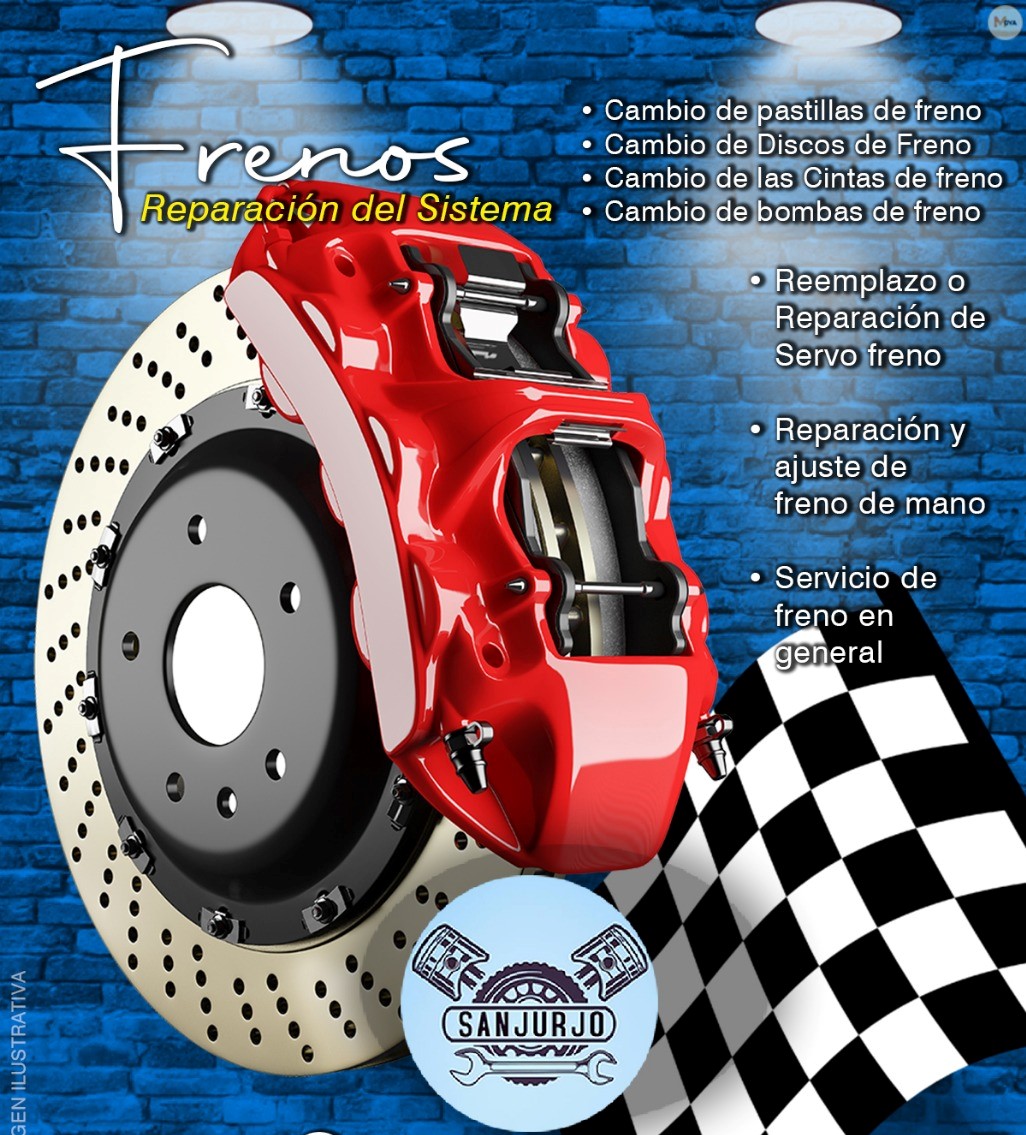 Frenos
Reparación del Sistema
• Cambio de pastillas de freno
• Cambio de Discos de Freno
• Cambio de las Cintas de freno
• Cambio de bombas de freno
• Reemplazo o
Reparación de
Servo freno
• Reparación y
ajuste de
freno de mano
• Servicio de
freno en
general
SANJURJO
GEN ILUSTRATIVA